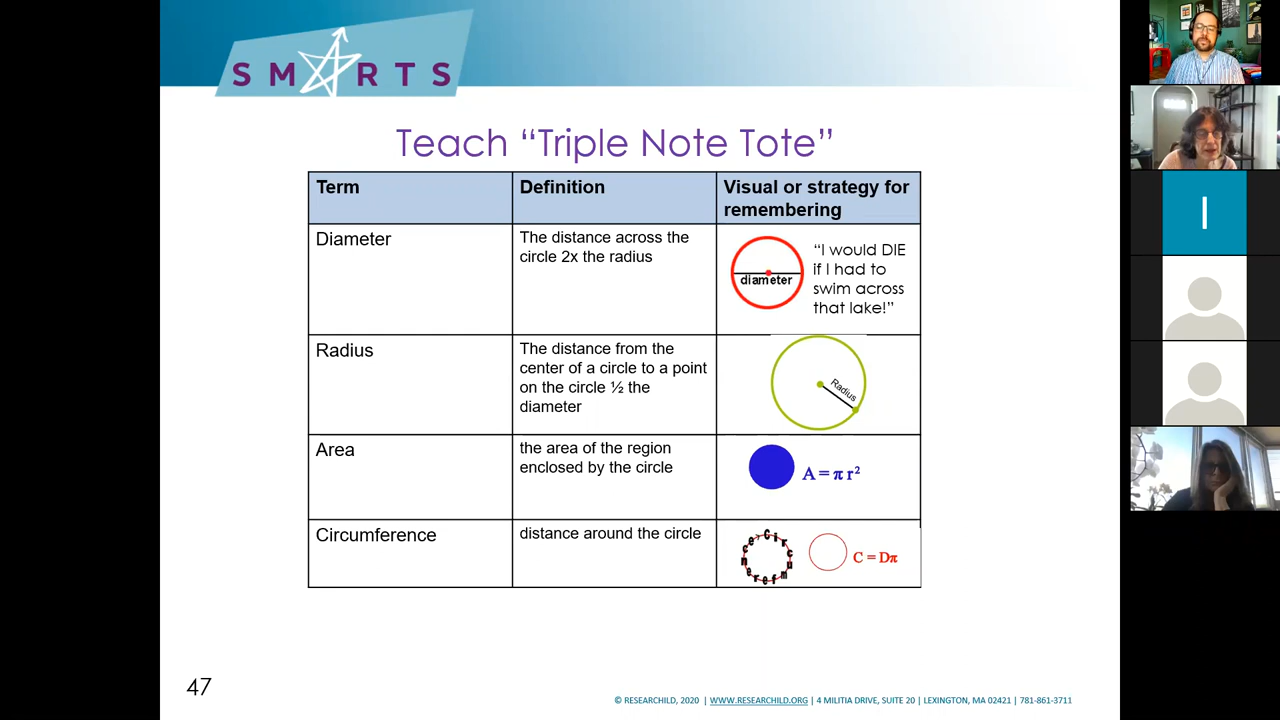 SMARTS
Teach “Triple Note Tote”
Term
Definition
Visual or strategy for
remembering
Diameter
The distance across the
circle 2x the radius
diameter
“I would DIE
if I had to
swim across
that lake!”
Radius
The distance from the
center of a circle to a point
on the circle ½ the
diameter
Radius
Area
the area of the region
enclosed by the circle
A = π r²
Circumference
distance around the circle
Circumference
C = Dπ
47
© RESEARCHILD, 2020 | WWW.RESEARCHILD.ORG | 4 MILITIA DRIVE, SUITE 20 | LEXINGTON, MA 02421 | 781-861-3711
I